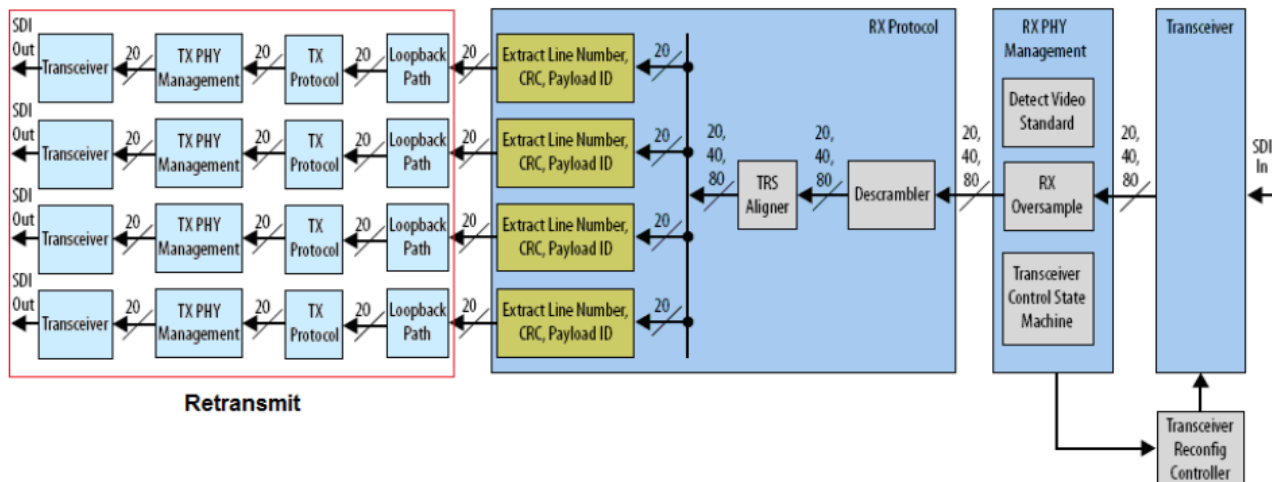 SDI
Out
Transceiver
20
TX PHY
Management
20
TX
Protocol
20
Loopback
Path
20
Extract Line Number,
CRC, Payload ID
20
SDI
Out
Transceiver
20
TX PHY
Management
20
TX
Protocol
20
Loopback
Path
20
Extract Line Number,
CRC, Payload ID
20
SDI
Out
Transceiver
20
TX PHY
Management
20
TX
Protocol
20
Loopback
Path
20
Extract Line Number,
CRC, Payload ID
20
SDI
Out
Transceiver
20
TX PHY
Management
20
TX
Protocol
20
Loopback
Path
20
Extract Line Number,
CRC, Payload ID
20
Retransmit
RX Protocol
20,
40,
80
TRS
Aligner
20,
40,
80
Descrambler
20,
40,
80
RX PHY
Management
Detect Video
Standard
RX
Oversample
Transceiver
Control State
Machine
20,
40,
80
Transceiver
SDI
In
Transceiver
Reconfig
Controller